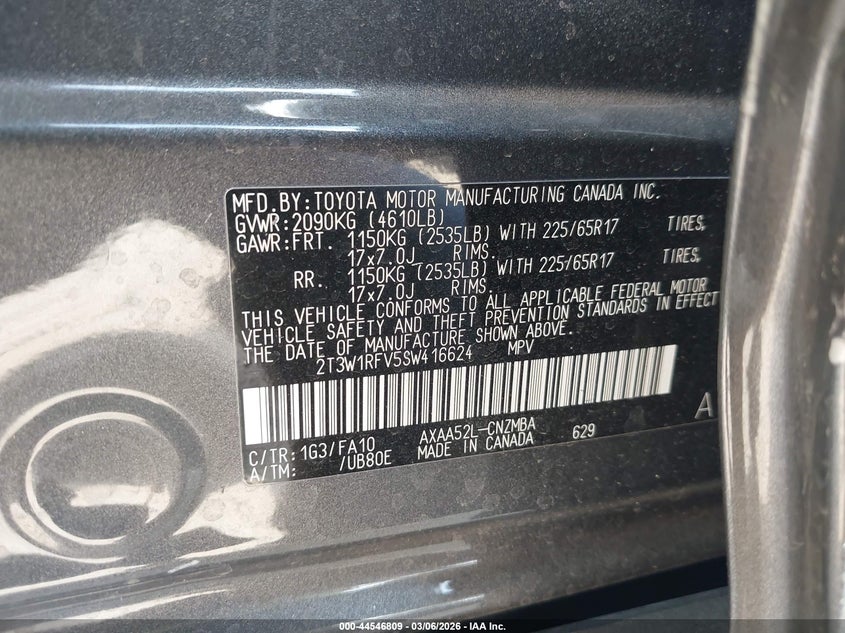 MFD.BY:TOYOTA MOTOR MANUFACTURING CANADA INC.
GVWR:2090KG (4610LB)
GAWR:FRT. 1150KG (2535LB) WITH 225/65R17 TIRES,
17x7.0J RIMS.
RR. 1150KG (2535LB) WITH 225/65R17 TIRES,
17x7.0J RIMS.
THIS VEHICLE CONFORMS TO ALL APPLICABLE FEDERAL MOTOR
VEHICLE SAFETY AND THEFT PREVENTION STANDARDS IN EFFECT
THE DATE OF MANUFACTURE SHOWN ABOVE.
2T3W1RFV5SW416624 MPV
A
C/TR:1G3/FA10 AXAA52L-CNZMBA 629
A/TM: /UB80E MADE IN CANADA
000-44546809 — 03/06/2026 — IAA Inc.